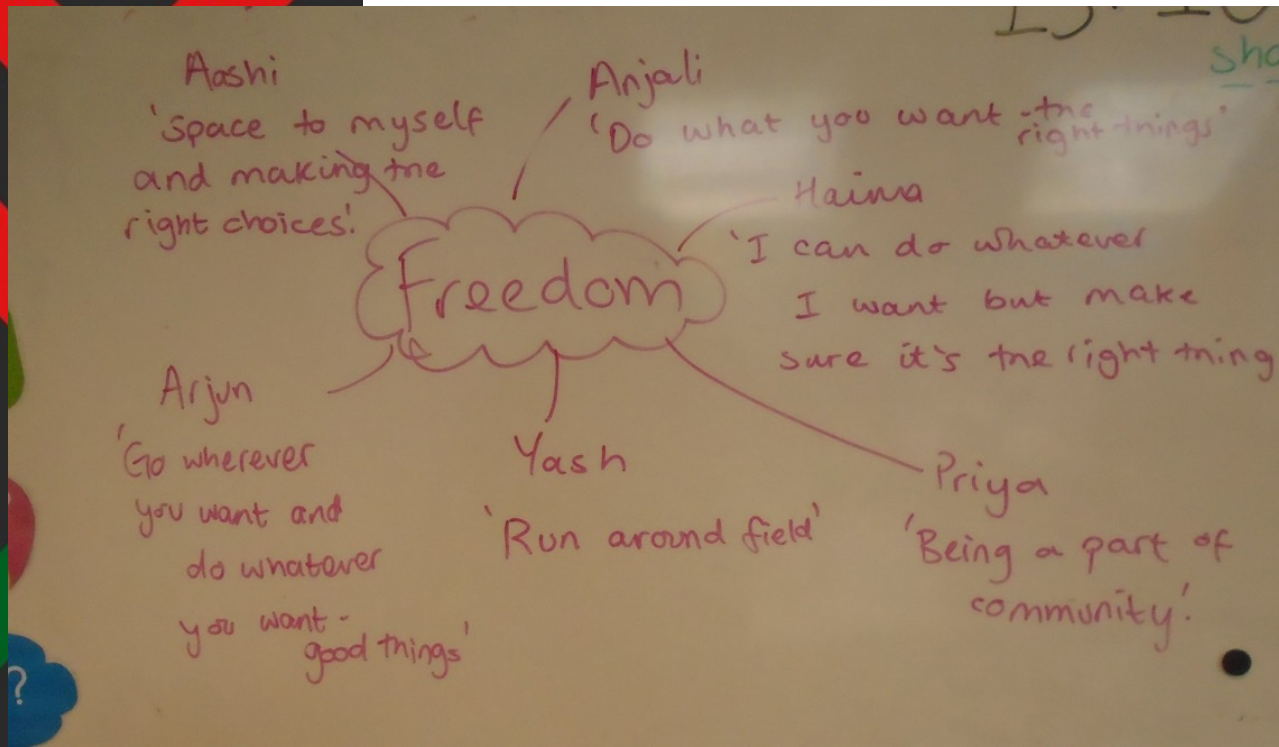 Aashi
'space to myself
and making the
right choices.'
Anjali
'Do what you want - the
right things'
Haima
'I can do whatever
I want but make
sure it's the right thing
Freedom
Arjun
'Go wherever
you want and
do whatever
you want -
good things'
Yash
'Run around field'
Priya
'Being a part of
community'.
?